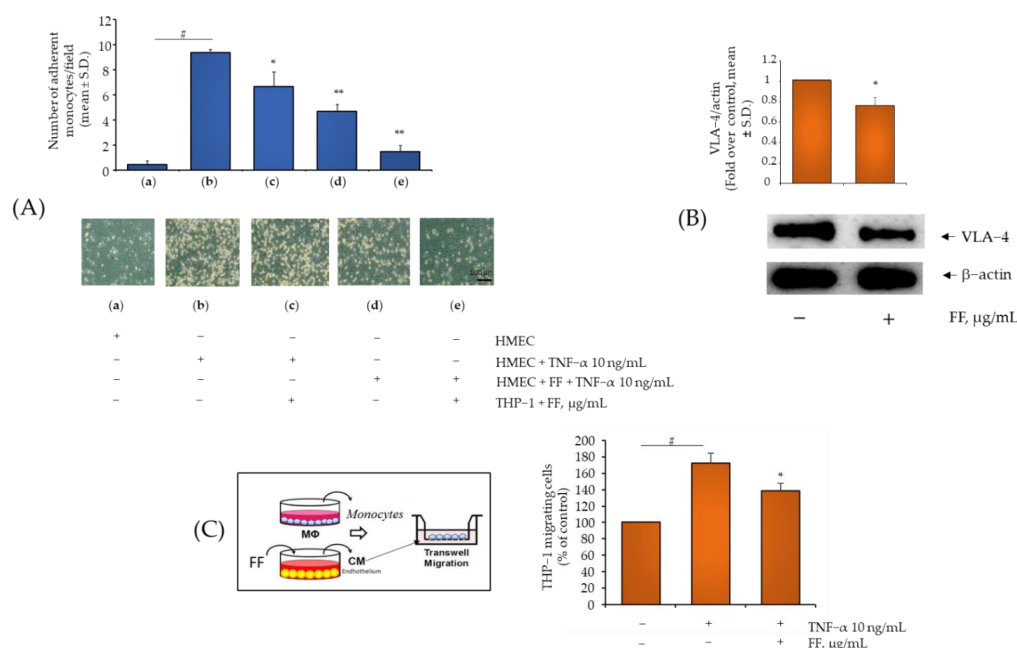 Number of adherent
monocytes/field
(mean ± S.D.)
12
10
8
6
4
2
0
#
*
**
**
(a) (b) (c) (d) (e)
(A)
100 µm
(a) (b) (c) (d) (e)
+ − − − − HMEC
− + + − − HMEC + TNF−α 10 ng/mL
− − − + + HMEC + FF + TNF−α 10 ng/mL
− − + − + THP−1 + FF, µg/mL
VLA−4/actin
(Fold over control, mean
± S.D.)
1.2
1
0.8
0.6
0.4
0.2
0
*
(B)
VLA−4
β−actin
− + FF, µg/mL
(C)
Monocytes
MΦ
FF
CM
Endhothelium
Transwell
Migration
THP−1 migrating cells
(% of control)
200
180
160
140
120
100
80
60
40
20
0
#
*
− + + TNF−α 10 ng/mL
− − + FF, µg/mL